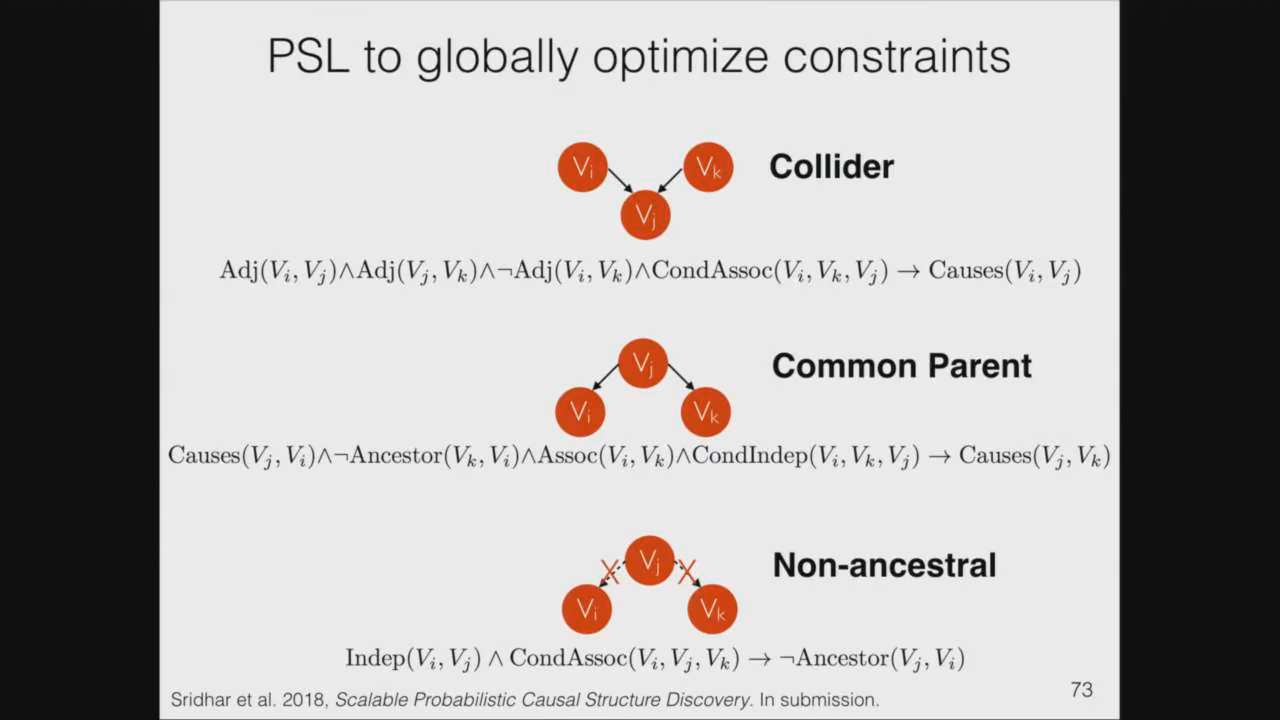 PSL to globally optimize constraints
Vi Vk Collider
Vj
Adj(Vi, Vj)∧Adj(Vj, Vk)∧¬Adj(Vi, Vk)∧CondAssoc(Vi, Vk, Vj) → Causes(Vi, Vj)
Vj Common Parent
Vi Vk
Causes(Vj, Vi)∧¬Ancestor(Vk, Vi)∧Assoc(Vi, Vk)∧CondIndep(Vi, Vk, Vj) → Causes(Vj, Vk)
X Vj X Non-ancestral
Vi Vk
Indep(Vi, Vj) ∧ CondAssoc(Vi, Vj, Vk) → ¬Ancestor(Vj, Vi)
Sridhar et al. 2018, Scalable Probabilistic Causal Structure Discovery. In submission.
73